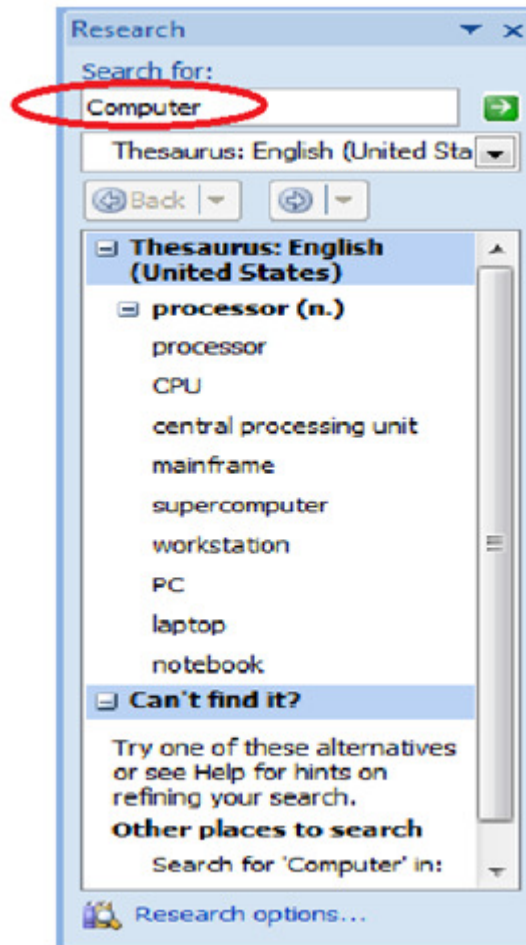 Research
Search for:
Computer
Thesaurus: English (United Sta
Back
Thesaurus: English
(United States)
processor (n.)
processor
CPU
central processing unit
mainframe
supercomputer
workstation
PC
laptop
notebook
Can't find it?
Try one of these alternatives
or see Help for hints on
refining your search.
Other places to search
Search for 'Computer' in:
Research options...